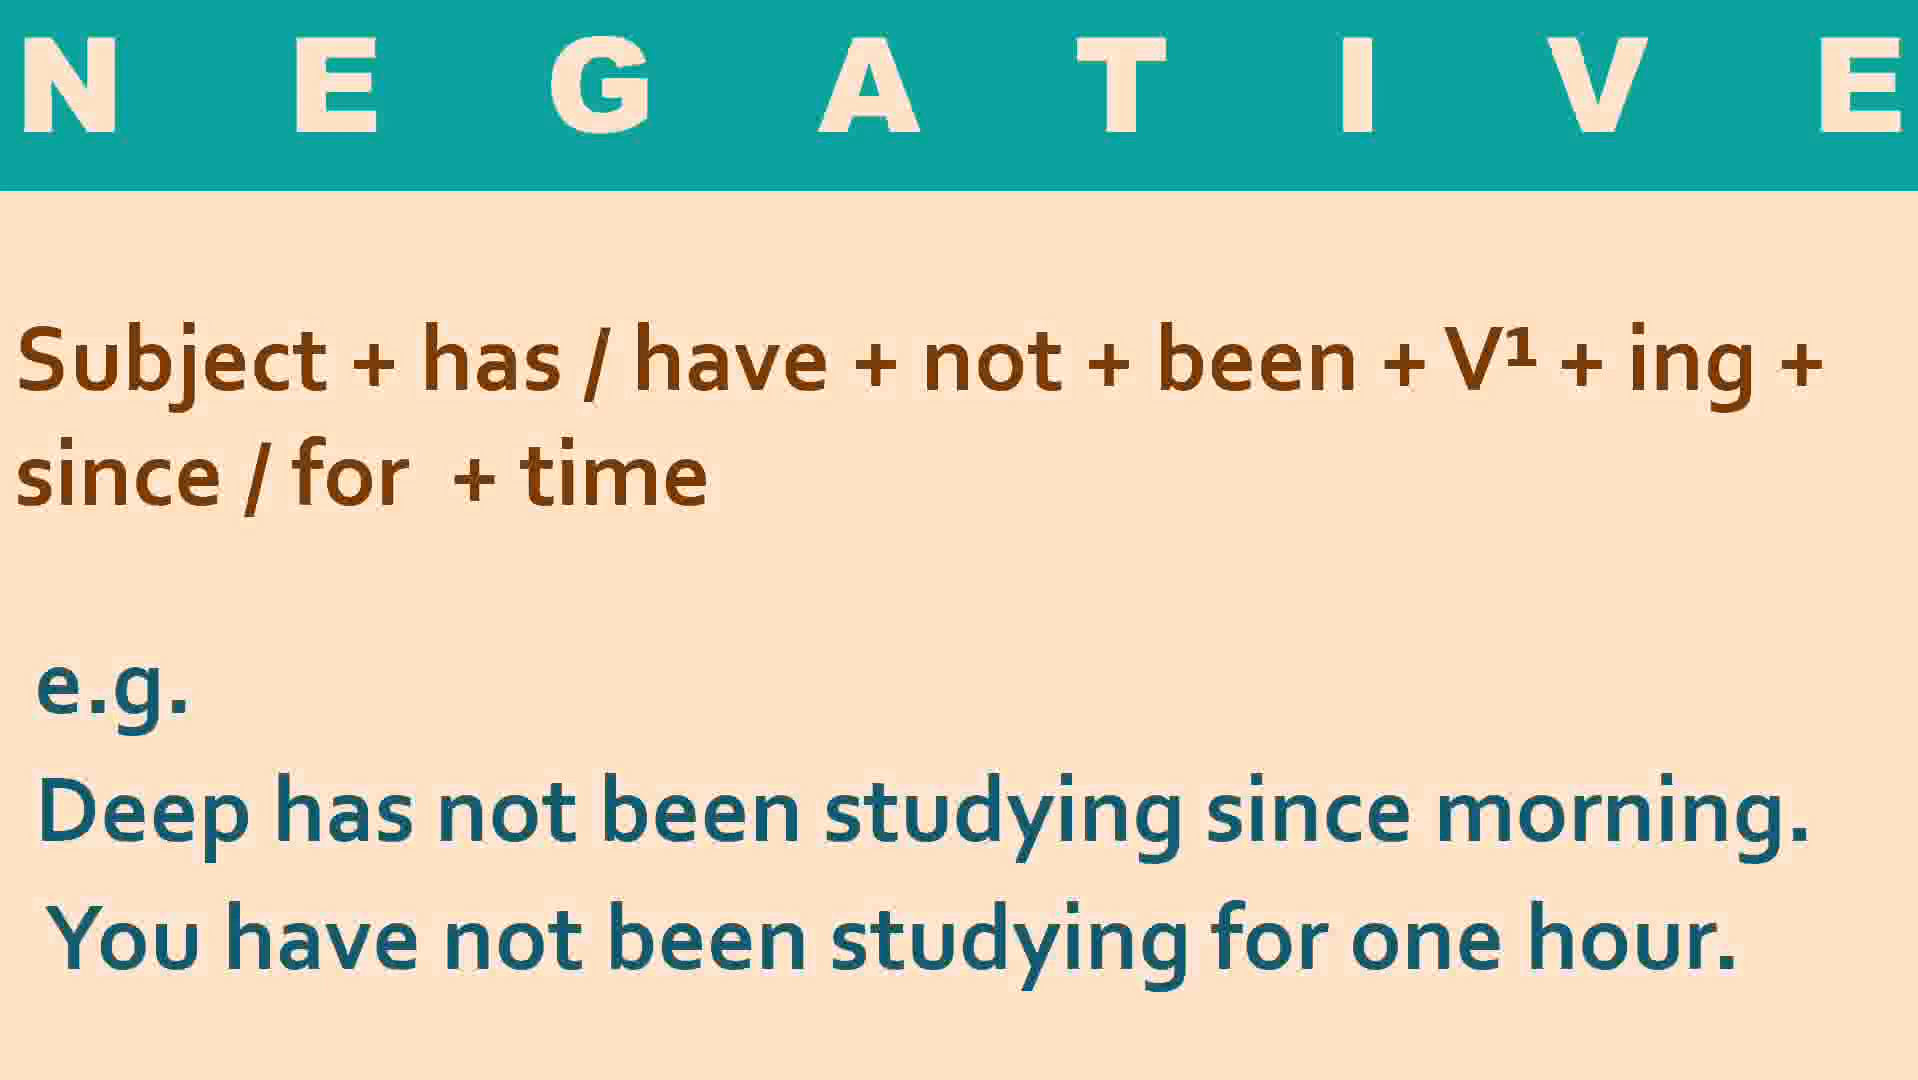 NEGATIVE
Subject + has / have + not + been + V¹ + ing +
since / for + time
e.g.
Deep has not been studying since morning.
You have not been studying for one hour.